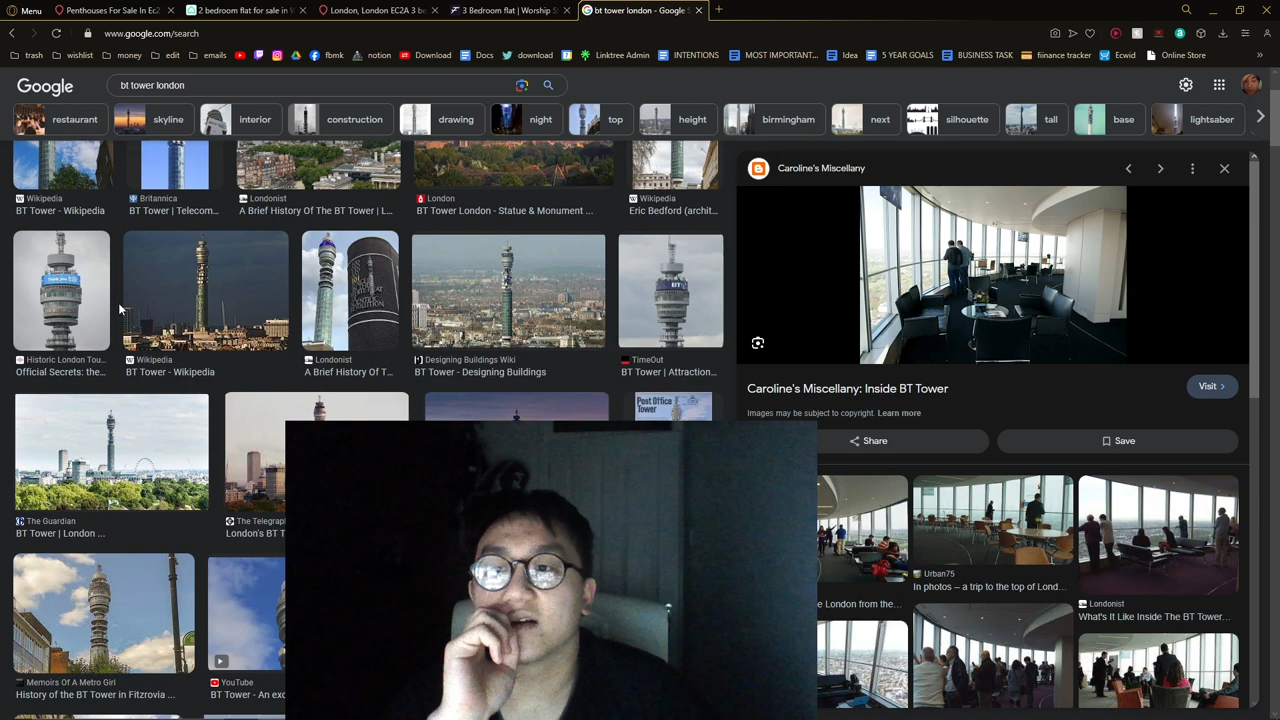 Menu
Penthouses For Sale In Ec2
2 bedroom flat for sale in
London, London EC2A 3 be
3 Bedroom flat | Worship S
bt tower london - Google S
www.google.com/search
trash
wishlist
money
edit
emails
fbmk
notion
Download
Docs
download
Linktree Admin
INTENTIONS
MOST IMPORTANT...
Idea
5 YEAR GOALS
BUSINESS TASK
fiinance tracker
Ecwid
Online Store
Google
bt tower london
restaurant
skyline
interior
construction
drawing
night
top
height
birmingham
next
silhouette
tall
base
lightsaber
Wikipedia
BT Tower - Wikipedia
Britannica
BT Tower | Telecom...
Londonist
A Brief History Of The BT Tower | L...
London
BT Tower London - Statue & Monument ...
Wikipedia
Eric Bedford (archit...
BT
Historic London Tou...
Official Secrets: the...
Wikipedia
BT Tower - Wikipedia
Londonist
A Brief History Of T...
Designing Buildings Wiki
BT Tower - Designing Buildings
TimeOut
BT Tower | Attraction...
Post Office
Tower
The Guardian
BT Tower | London ...
The Telegrap
London's BT T
Memoirs Of A Metro Girl
History of the BT Tower in Fitzrovia ...
YouTube
BT Tower - An exc
Caroline's Miscellany
Caroline's Miscellany: Inside BT Tower
Visit
Images may be subject to copyright. Learn more
Share
Save
e London from the...
Urban75
In photos – a trip to the top of Lond...
Londonist
What's It Like Inside The BT Tower...